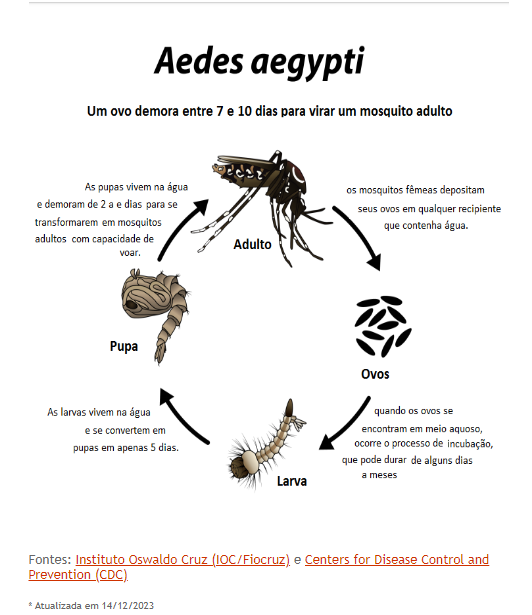 Aedes aegypti
Um ovo demora entre 7 e 10 dias para virar um mosquito adulto
As pupas vivem na água
e demoram de 2 a e dias para se
transformarem em mosquitos
adultos com capacidade de
voar.
os mosquitos fêmeas depositam
seus ovos em qualquer recipiente
que contenha água.
Adulto
Pupa
Ovos
As larvas vivem na água
e se convertem em
pupas em apenas 5 dias.
quando os ovos se
encontram em meio aquoso,
ocorre o processo de incubação,
que pode durar de alguns dias
a meses
Larva
Fontes: Instituto Oswaldo Cruz (IOC/Fiocruz) e Centers for Disease Control and
Prevention (CDC)
* Atualizada em 14/12/2023